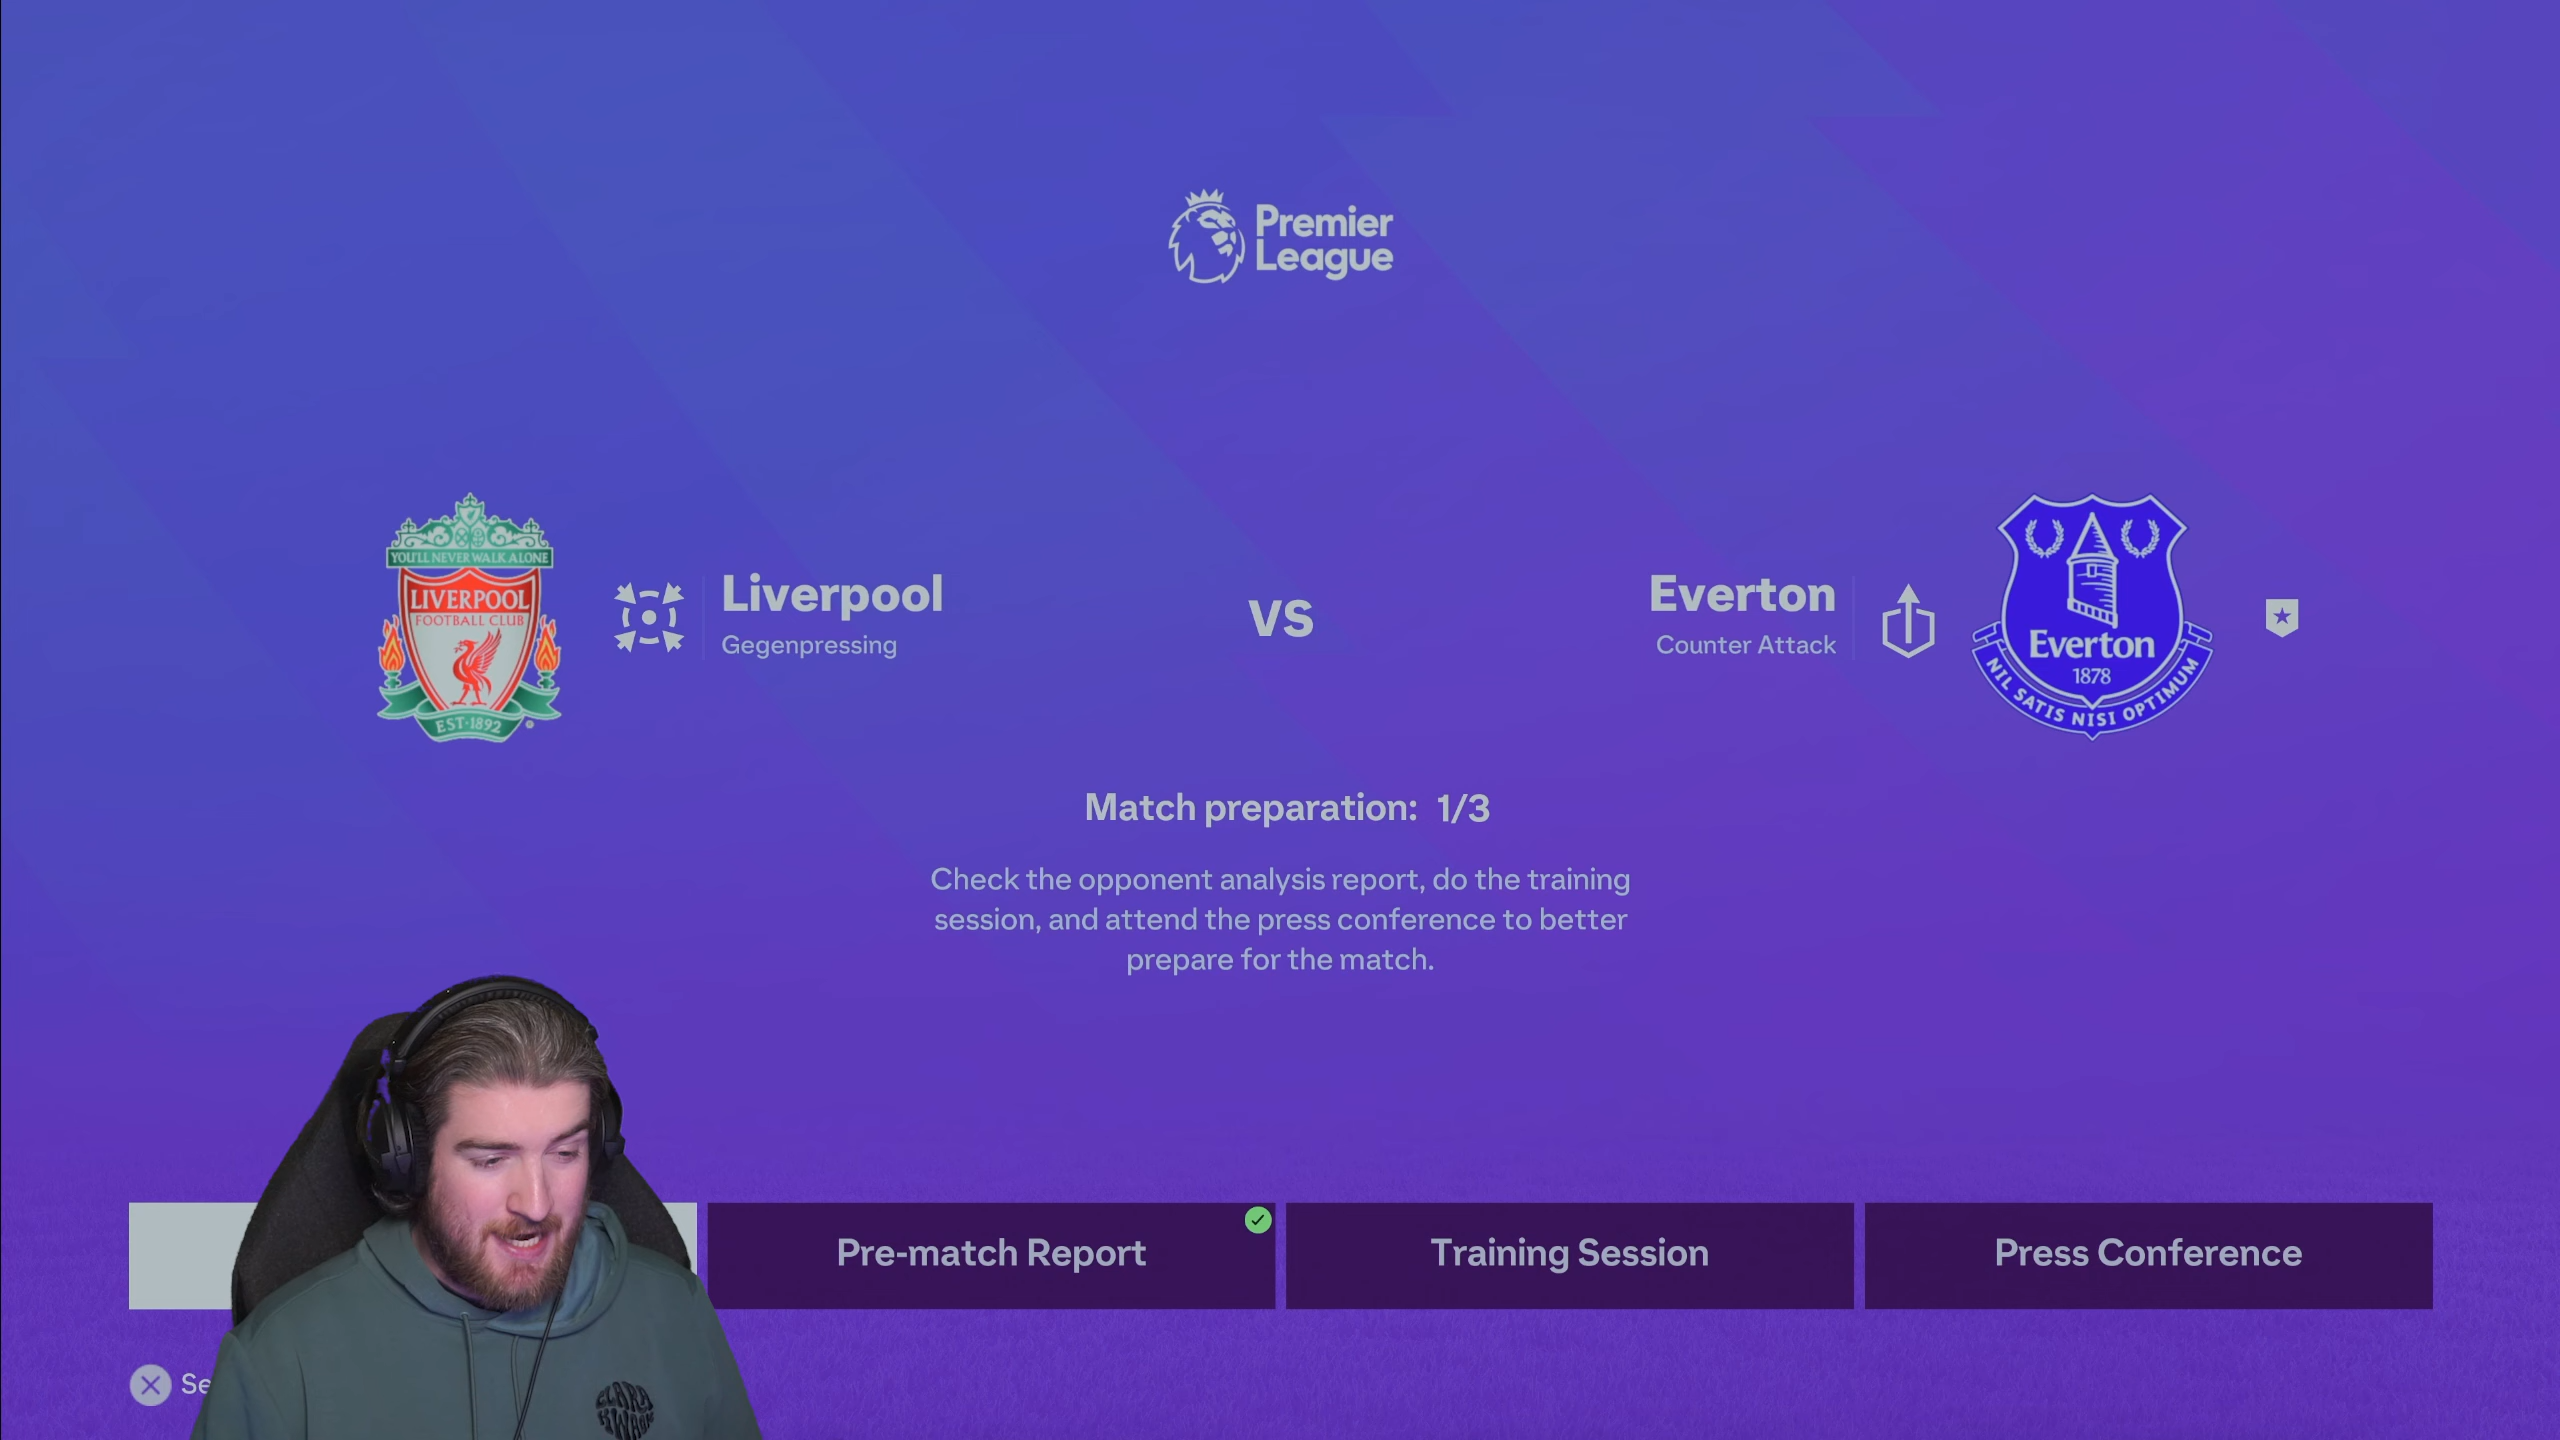 Premier
League
YOU'LL NEVER WALK ALONE
LIVERPOOL
FOOTBALL CLUB
EST·1892
Liverpool
Gegenpressing
VS
Everton
Counter Attack
Everton
1878
NIL SATIS NISI OPTIMUM
Match preparation: 1/3
Check the opponent analysis report, do the training
session, and attend the press conference to better
prepare for the match.
Pre-match Report
Training Session
Press Conference